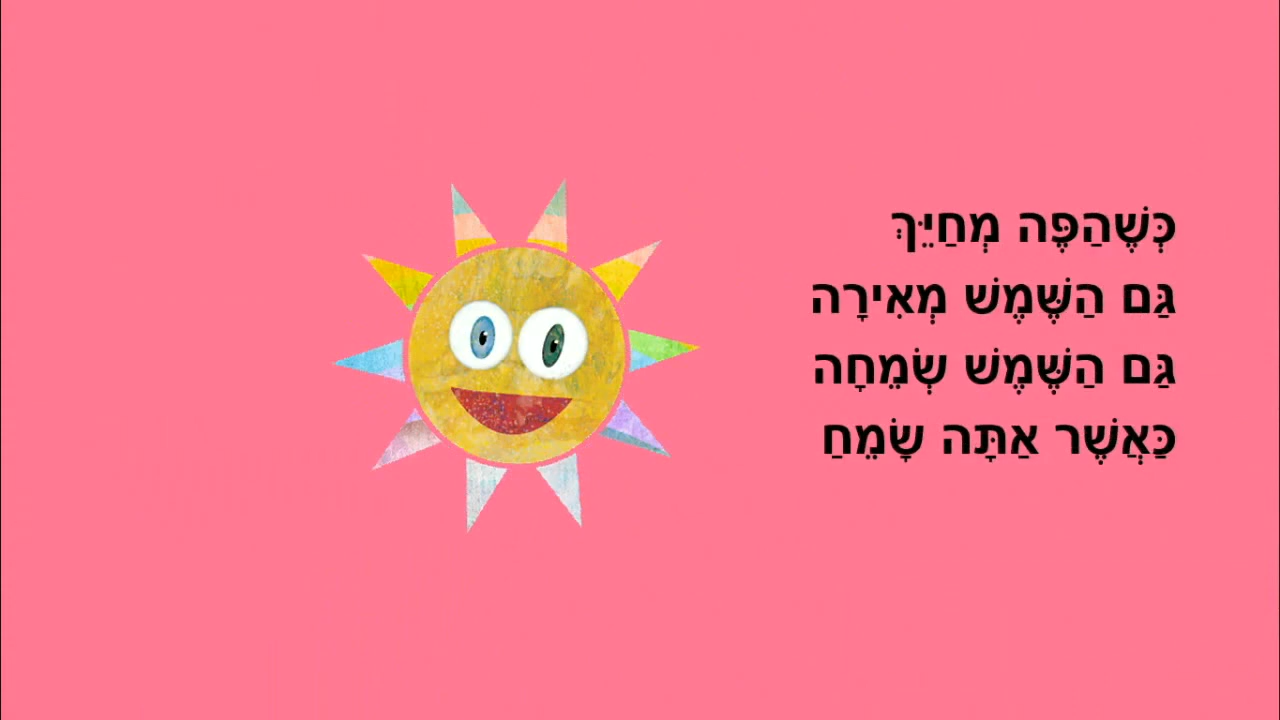 כְּשֶׁהַפֶּה מְחַיֵּךְ
גַּם הַשֶּׁמֶשׁ מְאִירָה
גַּם הַשֶּׁמֶשׁ שְׂמֵחָה
כַּאֲשֶׁר אַתָּה שָׂמֵחַ